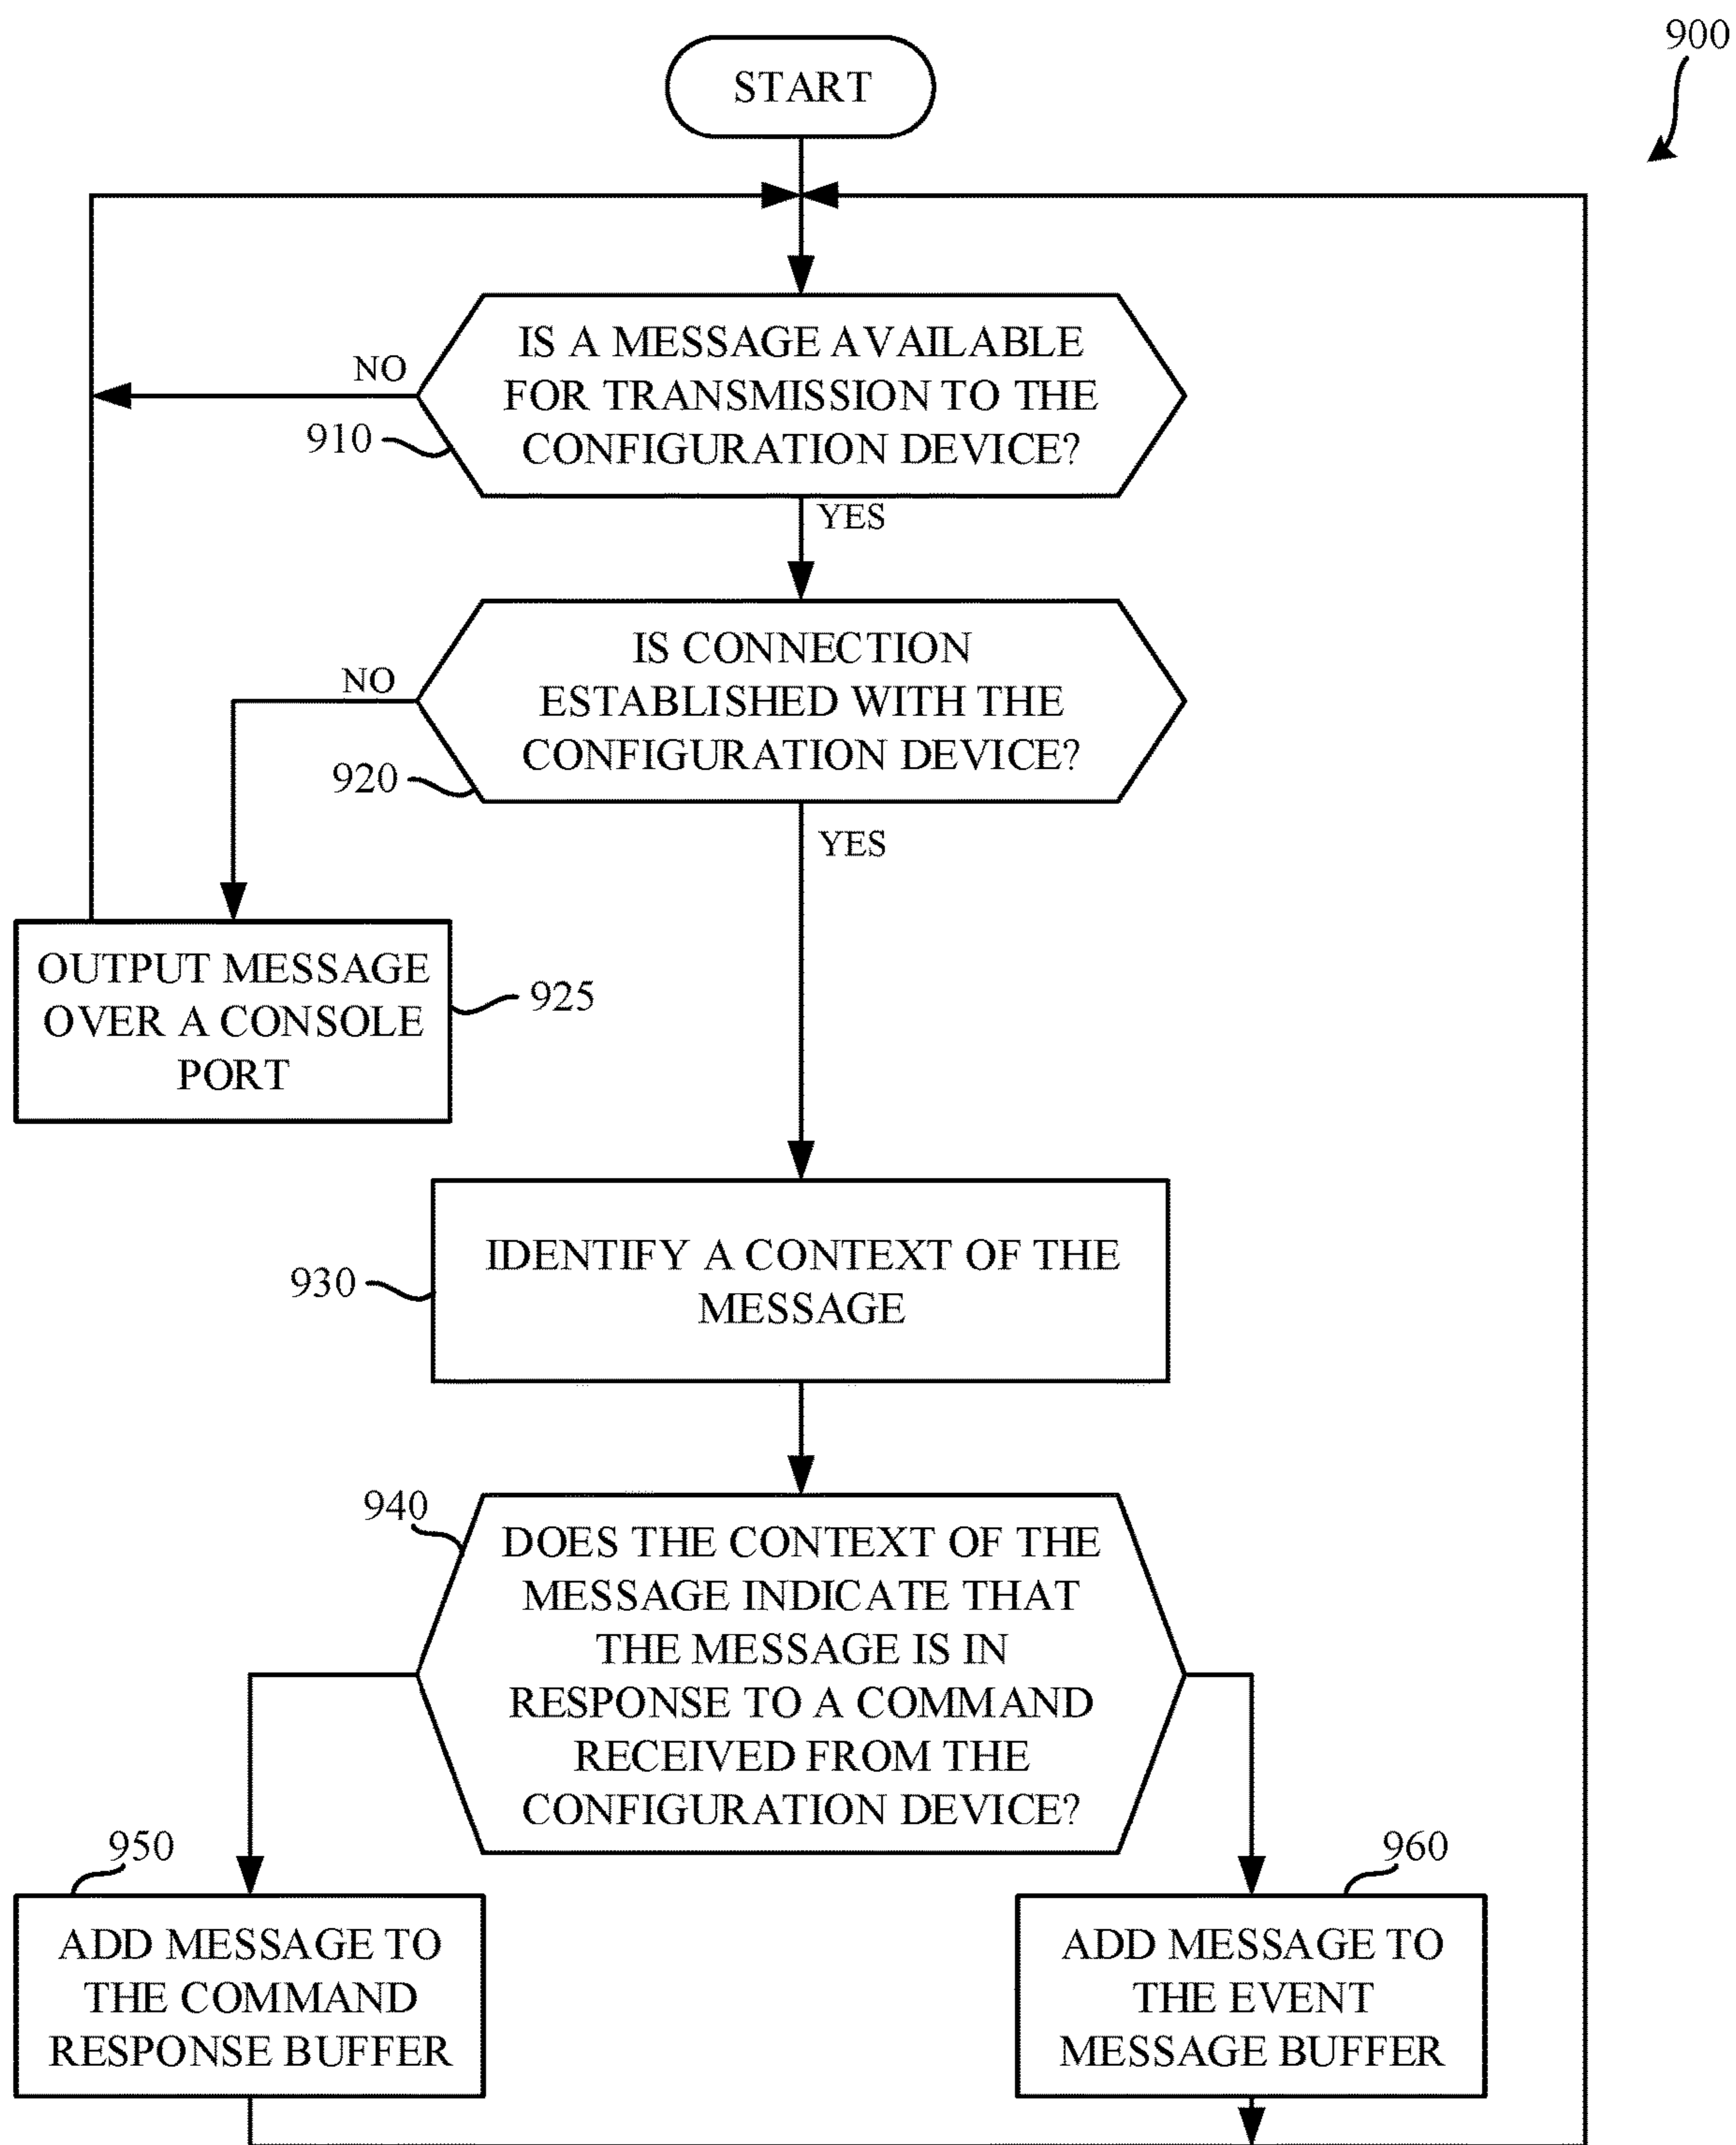 900
START
IS A MESSAGE AVAILABLE
FOR TRANSMISSION TO THE
CONFIGURATION DEVICE?
NO
910
YES
IS CONNECTION
ESTABLISHED WITH THE
CONFIGURATION DEVICE?
NO
920
YES
OUTPUT MESSAGE
OVER A CONSOLE
PORT
925
IDENTIFY A CONTEXT OF THE
MESSAGE
930
940
DOES THE CONTEXT OF THE
MESSAGE INDICATE THAT
THE MESSAGE IS IN
RESPONSE TO A COMMAND
RECEIVED FROM THE
CONFIGURATION DEVICE?
950
ADD MESSAGE TO
THE COMMAND
RESPONSE BUFFER
960
ADD MESSAGE TO
THE EVENT
MESSAGE BUFFER